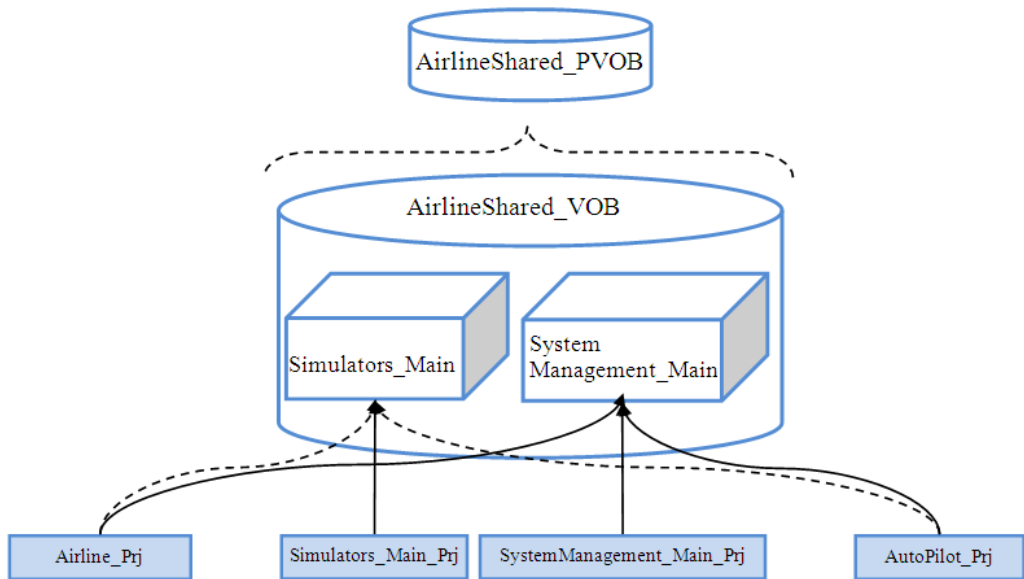 AirlineShared_PVOB
AirlineShared_VOB
Simulators_Main
System
Management_Main
Airline_Prj
Simulators_Main_Prj
SystemManagement_Main_Prj
AutoPilot_Prj